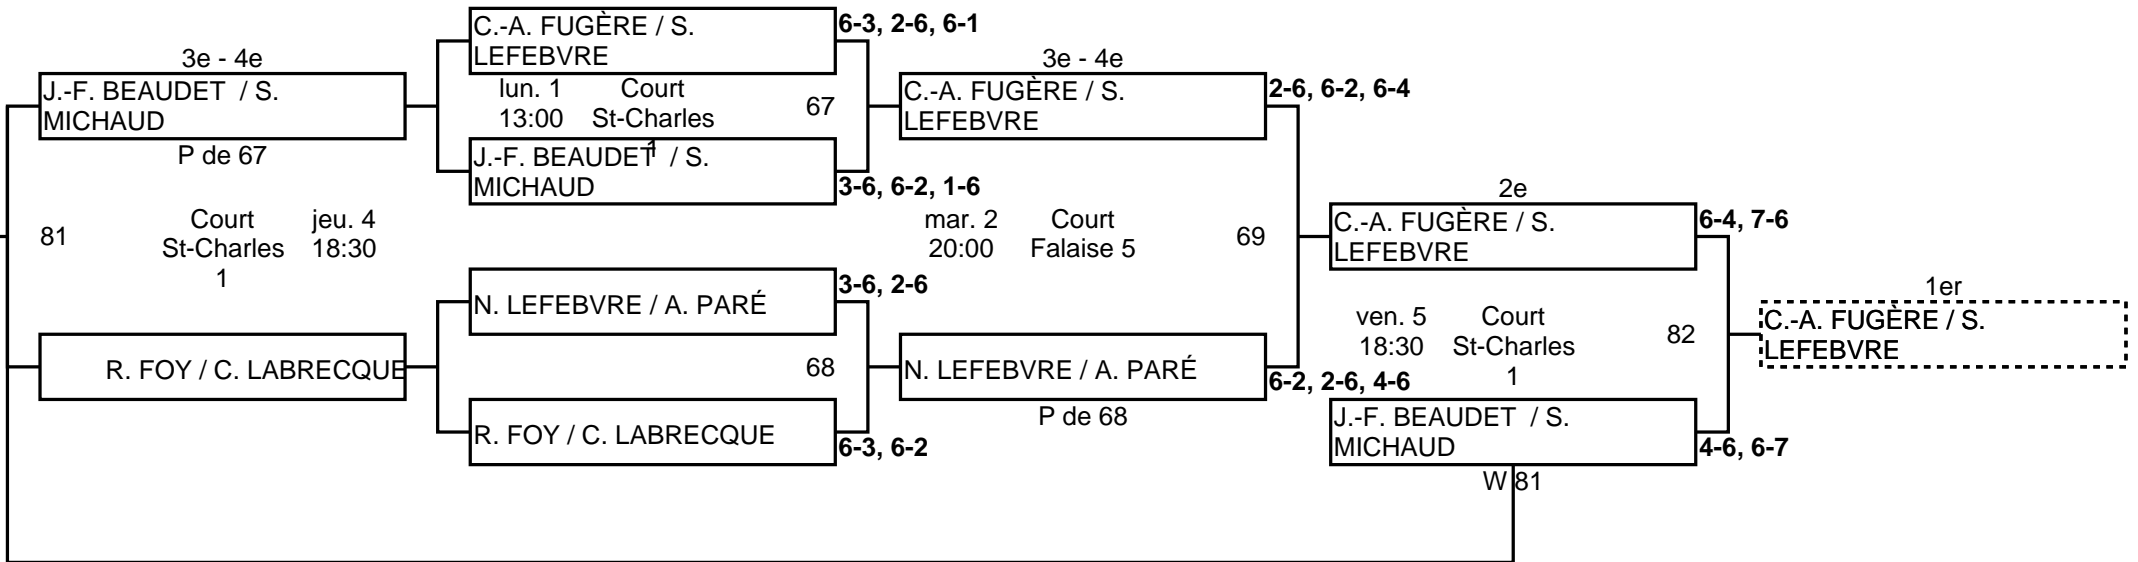 3e - 4e
J.-F. BEAUDET / S.
MICHAUD
P de 67
81
Court
St-Charles
1
jeu. 4
18:30
R. FOY / C. LABRECQUE
C.-A. FUGÈRE / S.
LEFEBVRE
6-3, 2-6, 6-1
lun. 1
13:00
Court
St-Charles
1
67
J.-F. BEAUDET / S.
MICHAUD
3-6, 6-2, 1-6
N. LEFEBVRE / A. PARÉ
3-6, 2-6
68
R. FOY / C. LABRECQUE
6-3, 6-2
3e - 4e
C.-A. FUGÈRE / S.
LEFEBVRE
2-6, 6-2, 6-4
mar. 2
20:00
Court
Falaise 5
69
N. LEFEBVRE / A. PARÉ
6-2, 2-6, 4-6
P de 68
2e
C.-A. FUGÈRE / S.
LEFEBVRE
6-4, 7-6
ven. 5
18:30
Court
St-Charles
1
82
J.-F. BEAUDET / S.
MICHAUD
4-6, 6-7
W 81
1er
C.-A. FUGÈRE / S.
LEFEBVRE